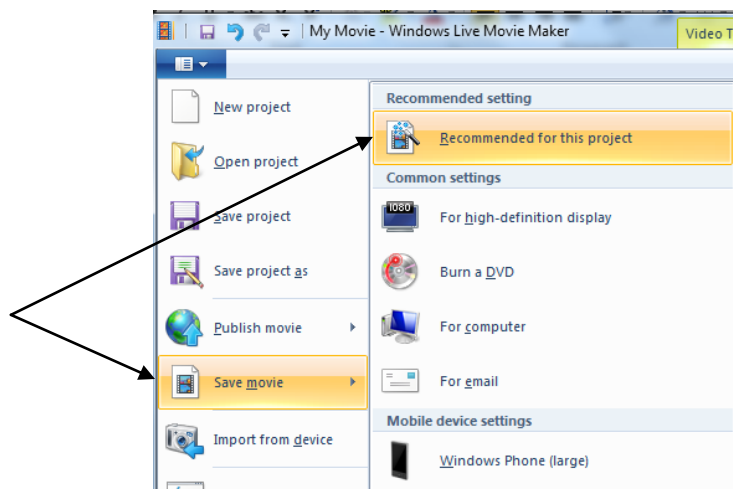 My Movie - Windows Live Movie Maker
Video T
New project
Open project
Save project
Save project as
Publish movie
Save movie
Import from device
Recommended setting
Recommended for this project
Common settings
1080
For high-definition display
Burn a DVD
For computer
For email
Mobile device settings
Windows Phone (large)